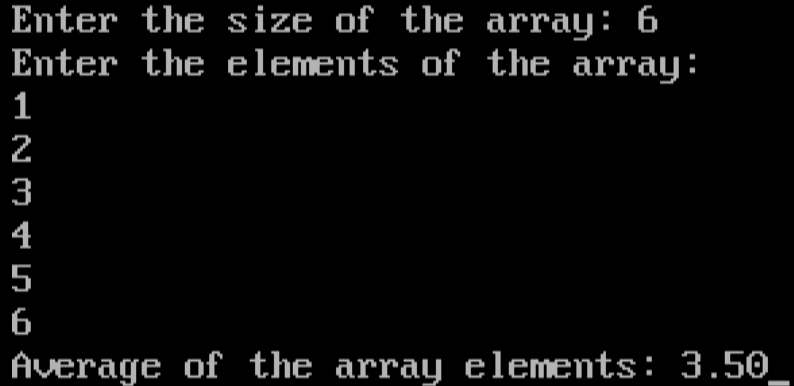 Enter the size of the array: 6
Enter the elements of the array:
1
2
3
4
5
6
Average of the array elements: 3.50_